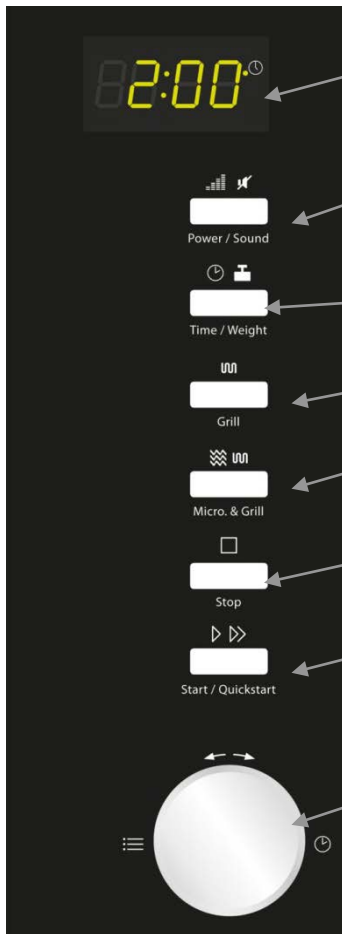 2:00
Power / Sound
Time / Weight
Grill
Micro. & Grill
Stop
Start / Quickstart